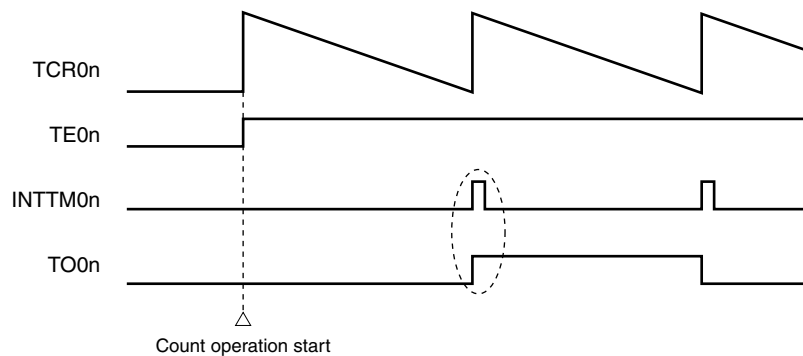 TCR0n
TE0n
INTTM0n
TO0n
Count operation start